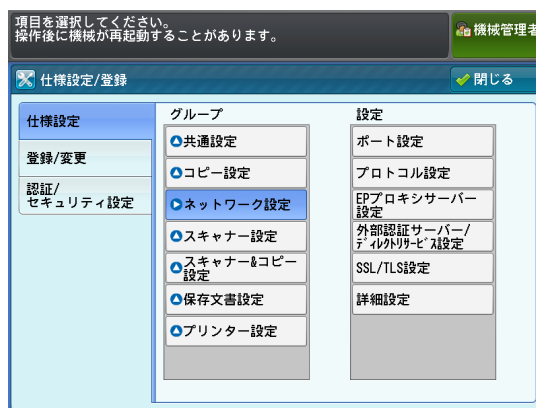 項目を選択してください。
操作後に機械が再起動することがあります。
機械管理者
仕様設定/登録
閉じる
仕様設定
登録/変更
認証/
セキュリティ設定
グループ
共通設定
コピー設定
ネットワーク設定
スキャナー設定
スキャナー&コピー
設定
保存文書設定
プリンター設定
設定
ポート設定
プロトコル設定
EPプロキシサーバー
設定
外部認証サーバー/
ディレクトリサービス設定
SSL/TLS設定
詳細設定